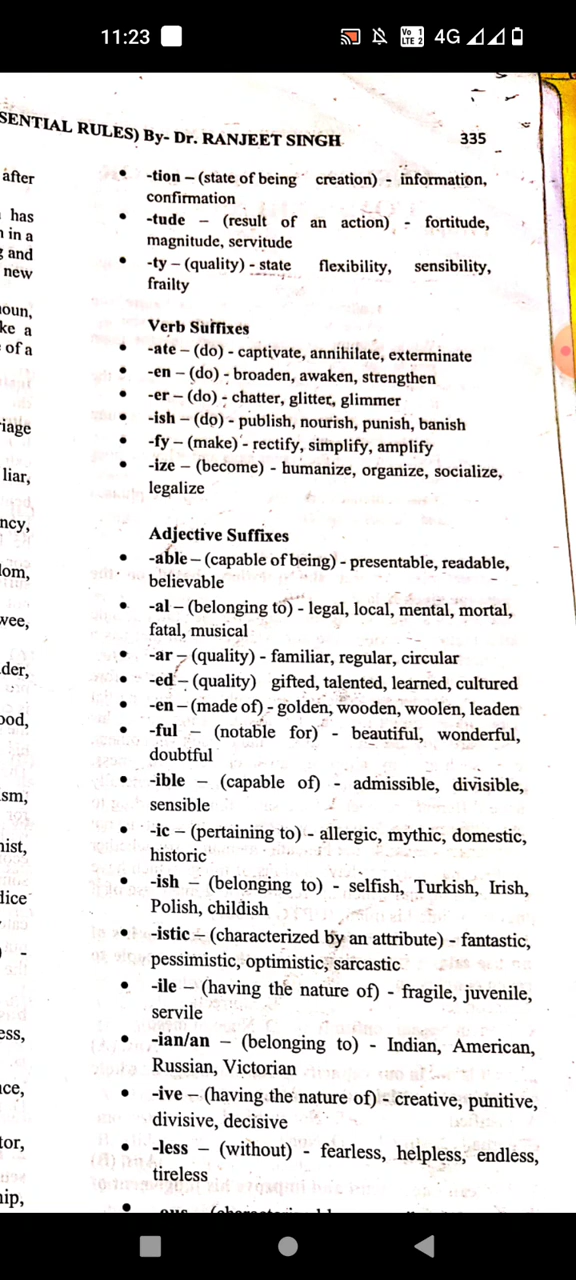 11:23
Vo 1
LTE 2
4G
SENTIAL RULES) By- Dr. RANJEET SINGH 335
after
has
in a
and
new
noun,
ke a
of a
riage
liar,
ncy,
lom,
wee,
der,
ood,
sm,
nist,
dice
-
ess,
nce,
tor,
hip,
• -tion – (state of being creation) - information,
confirmation
• -tude – (result of an action) - fortitude,
magnitude, servitude
• -ty – (quality) - state flexibility, sensibility,
frailty
Verb Suffixes
• -ate – (do) - captivate, annihilate, exterminate
• -en – (do) - broaden, awaken, strengthen
• -er – (do) - chatter, glitter, glimmer
• -ish – (do) - publish, nourish, punish, banish
• -fy – (make) - rectify, simplify, amplify
• -ize – (become) - humanize, organize, socialize,
legalize
Adjective Suffixes
• -able – (capable of being) - presentable, readable,
believable
• -al – (belonging to) - legal, local, mental, mortal,
fatal, musical
• -ar – (quality) - familiar, regular, circular
• -ed – (quality) gifted, talented, learned, cultured
• -en – (made of) - golden, wooden, woolen, leaden
• -ful – (notable for) - beautiful, wonderful,
doubtful
• -ible – (capable of) - admissible, divisible,
sensible
• -ic – (pertaining to) - allergic, mythic, domestic,
historic
• -ish – (belonging to) - selfish, Turkish, Irish,
Polish, childish
• -istic – (characterized by an attribute) - fantastic,
pessimistic, optimistic, sarcastic
• -ile – (having the nature of) - fragile, juvenile,
servile
• -ian/an – (belonging to) - Indian, American,
Russian, Victorian
• -ive – (having the nature of) - creative, punitive,
divisive, decisive
• -less – (without) - fearless, helpless, endless,
tireless